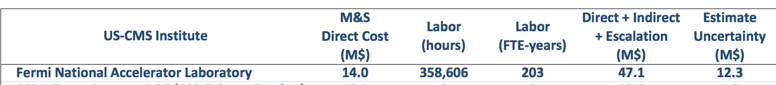 US-CMS Institute M&S Direct Cost (M$) Labor (hours) Labor (FTE-years) Direct + Indirect + Escalation (M$) Estimate Uncertainty (M$)
Fermi National Accelerator Laboratory 14.0 358,606 203 47.1 12.3